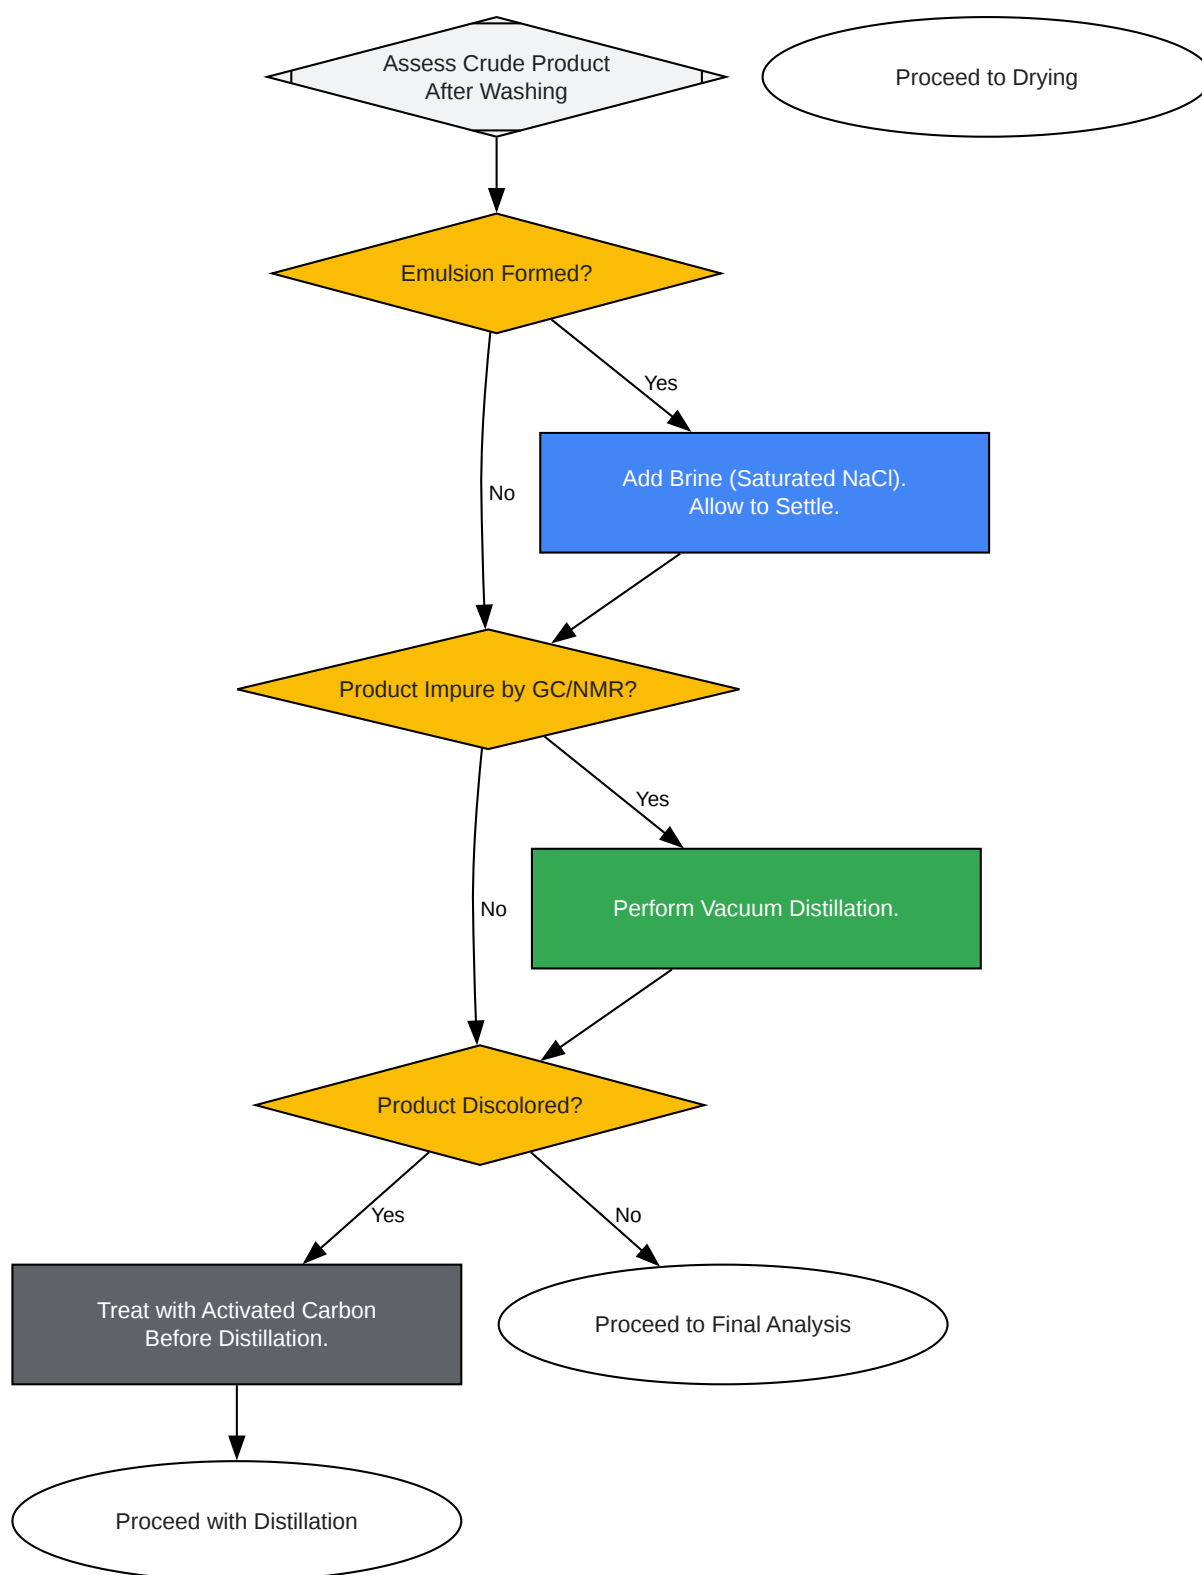 Assess Crude Product
After Washing
Proceed to Drying
Emulsion Formed?
Yes
Add Brine (Saturated NaCl).
Allow to Settle.
No
Product Impure by GC/NMR?
Yes
No
Perform Vacuum Distillation.
Product Discolored?
Yes
No
Treat with Activated Carbon
Before Distillation.
Proceed to Final Analysis
Proceed with Distillation